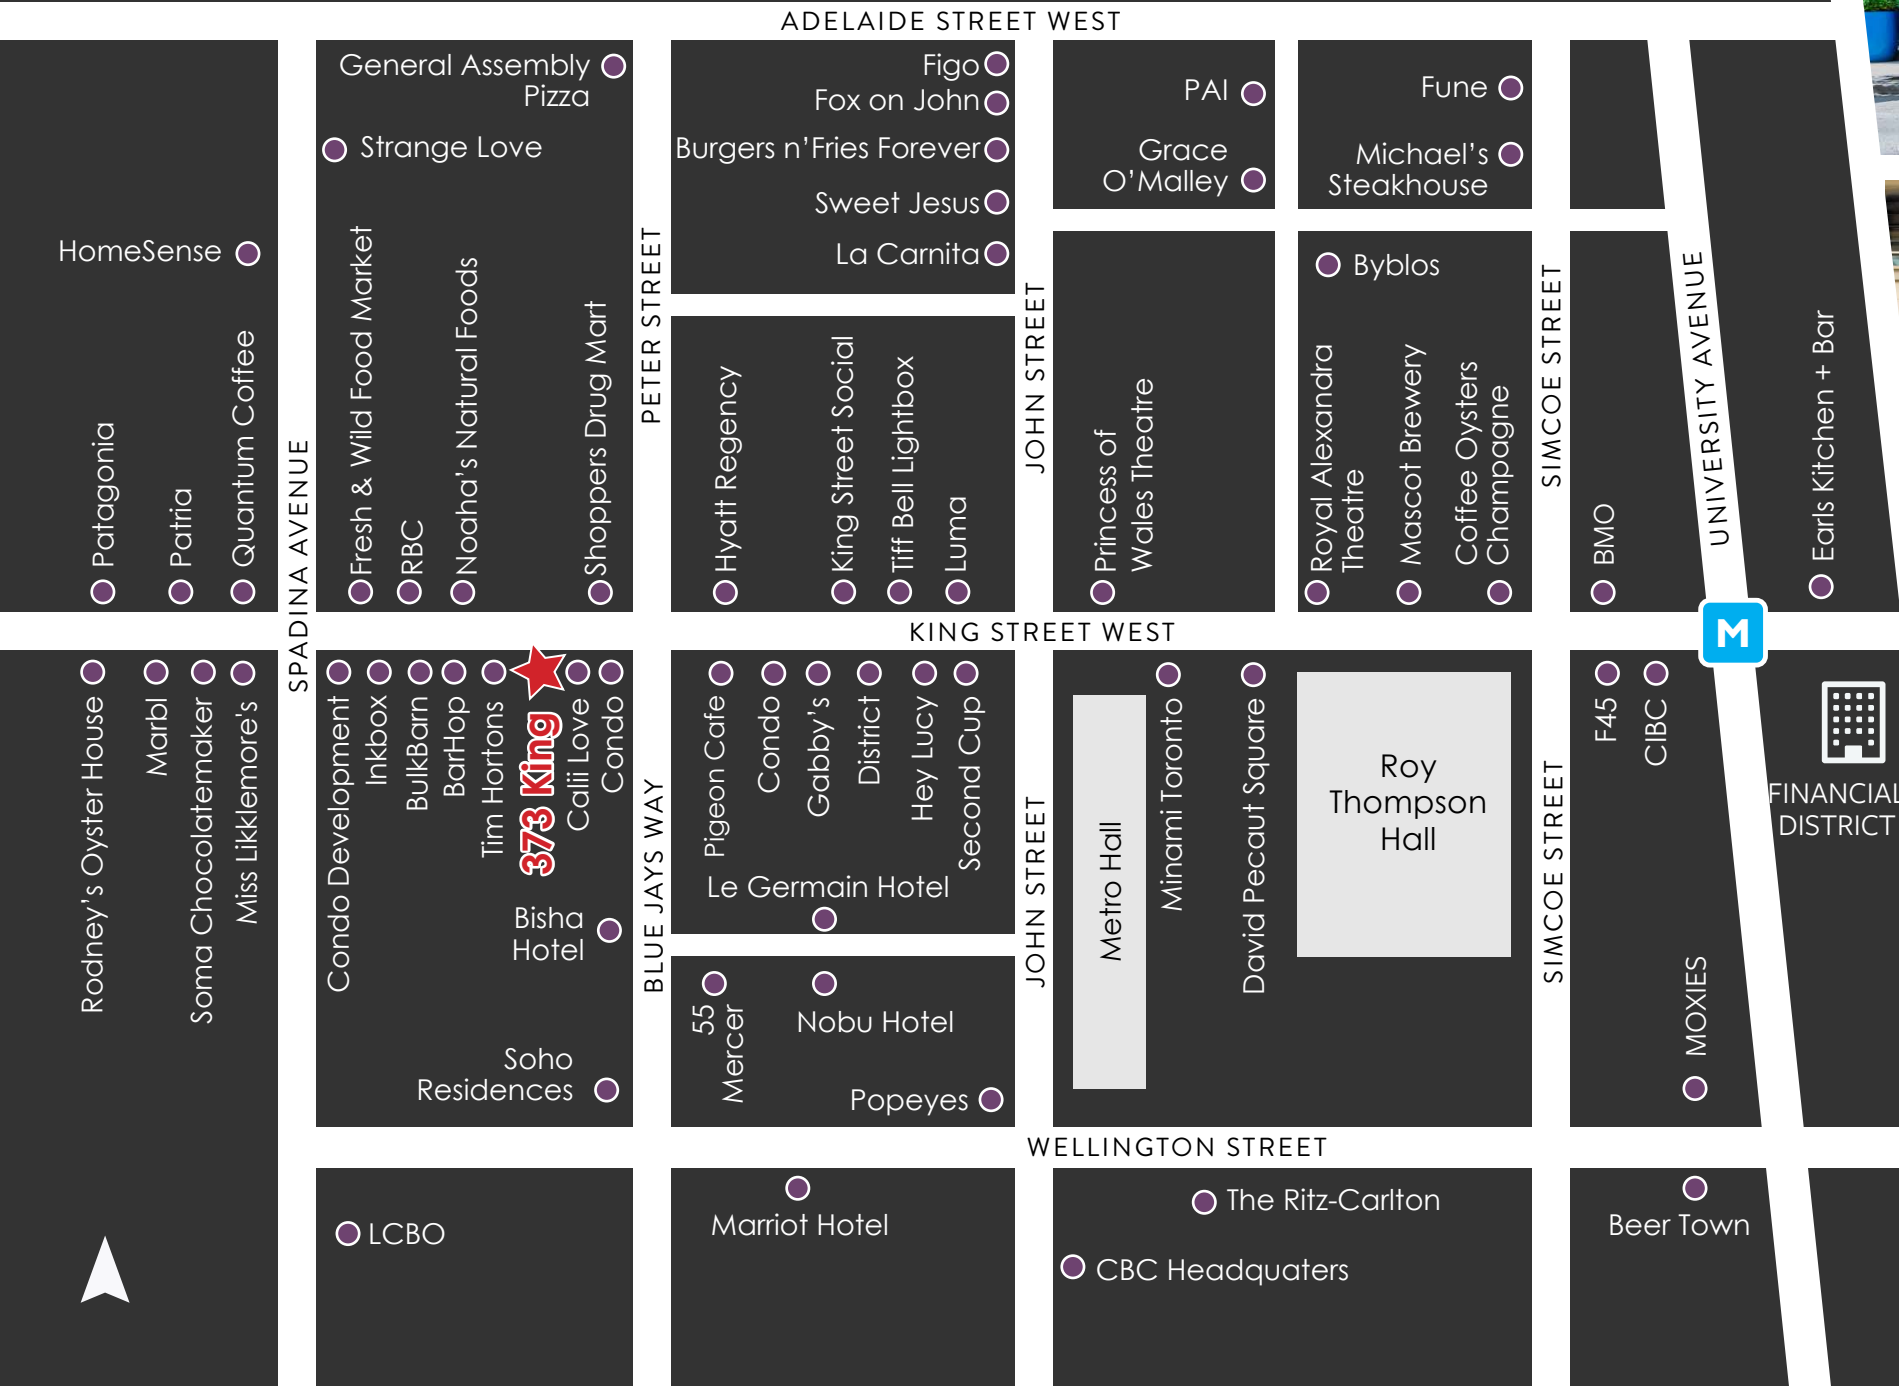 ADELAIDE STREET WEST
General Assembly
Pizza
Strange Love
Figo
Fox on John
Burgers n'Fries Forever
Sweet Jesus
La Carnita
PAI
Grace
O'Malley
Fune
Michael's
Steakhouse
HomeSense
Byblos
Patagonia
Patria
Quantum Coffee
SPADINA AVENUE
Fresh & Wild Food Market
RBC
Noaha's Natural Foods
Shoppers Drug Mart
PETER STREET
Hyatt Regency
King Street Social
Tiff Bell Lightbox
Luma
JOHN STREET
Princess of
Wales Theatre
Royal Alexandra
Theatre
Mascot Brewery
Coffee Oysters
Champagne
SIMCOE STREET
BMO
UNIVERSITY AVENUE
Earls Kitchen + Bar
KING STREET WEST
M
Rodney's Oyster House
Marbl
Soma Chocolatemaker
Miss Likklemore's
Condo Development
Inkbox
BulkBarn
BarHop
Tim Hortons
373 King
Calii Love
Condo
Bisha
Hotel
Soho
Residences
BLUE JAYS WAY
Pigeon Cafe
Condo
Gabby's
District
Hey Lucy
Second Cup
Le Germain Hotel
55
Mercer
Nobu Hotel
Popeyes
JOHN STREET
Metro Hall
Minami Toronto
David Pecaut Square
Roy
Thompson
Hall
SIMCOE STREET
F45
CIBC
MOXIES
FINANCIAL
DISTRICT
WELLINGTON STREET
LCBO
Marriot Hotel
The Ritz-Carlton
CBC Headquaters
Beer Town